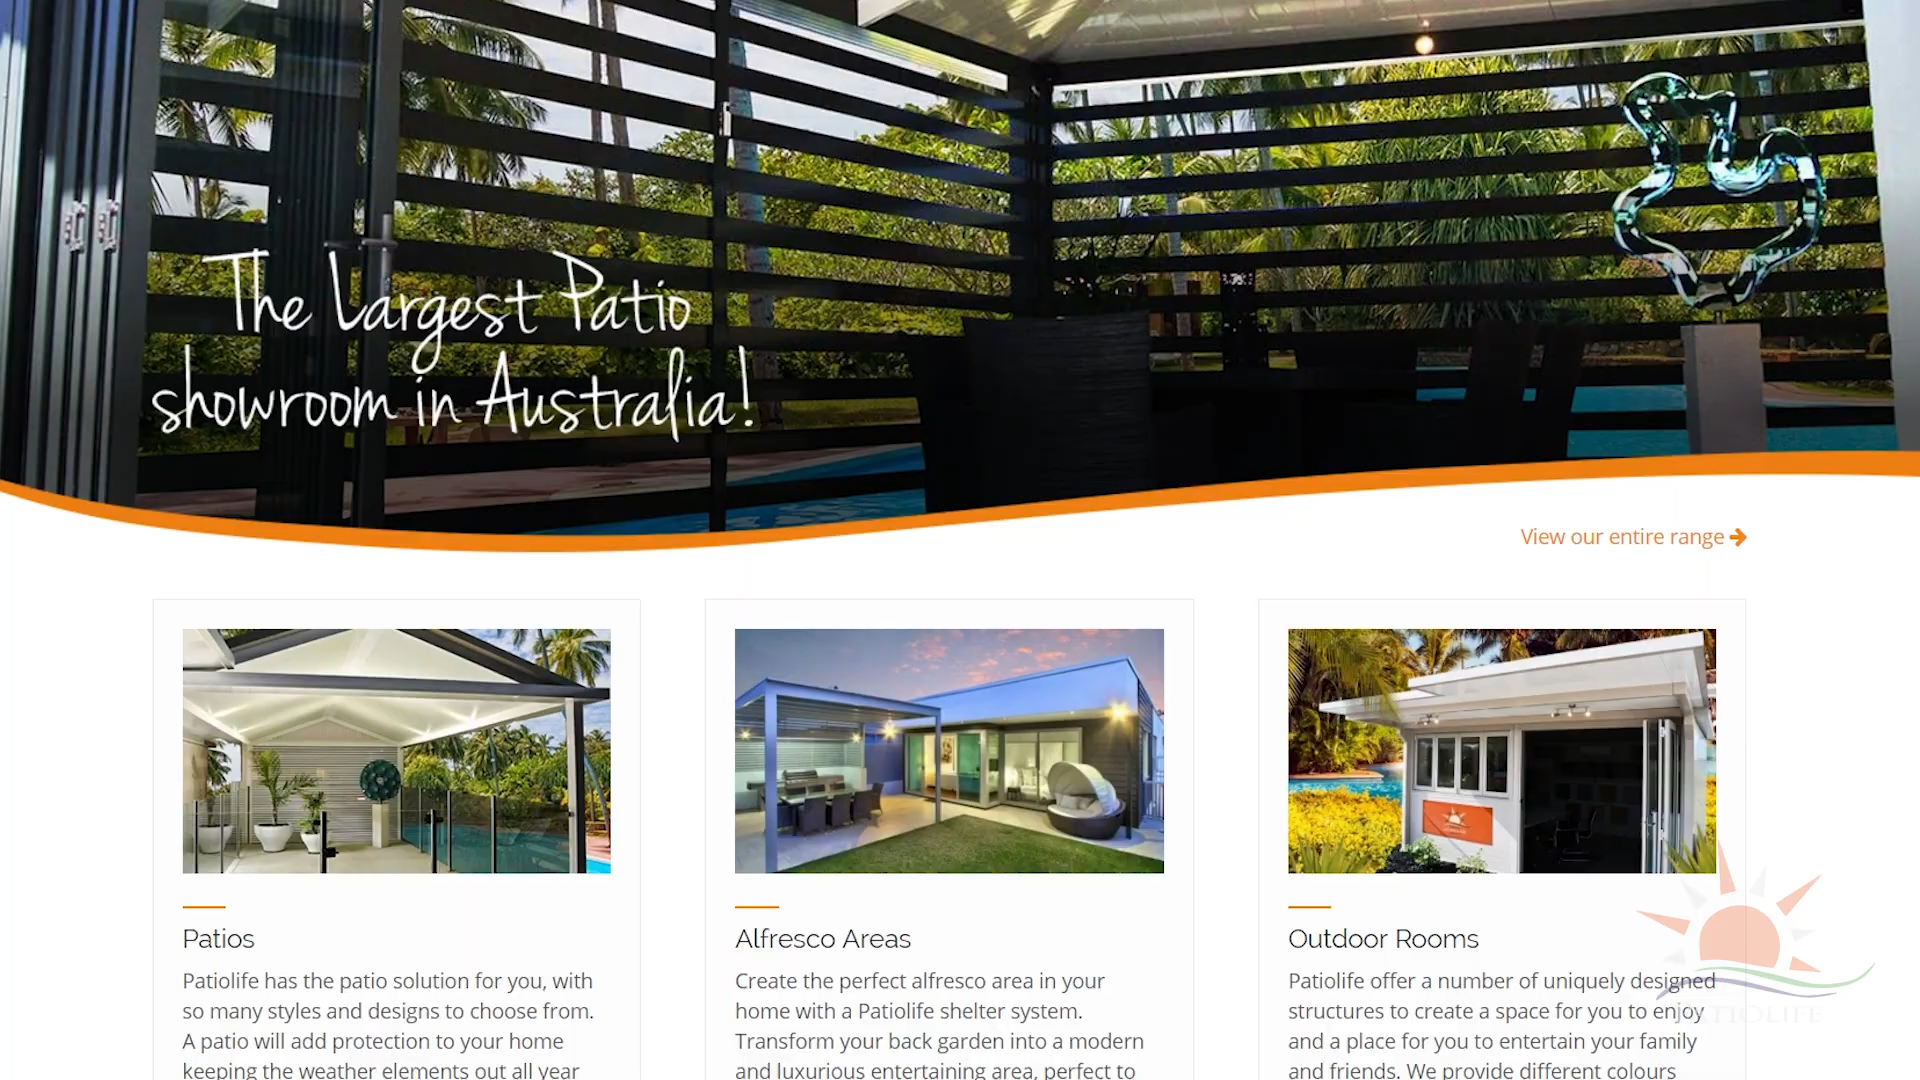 The Largest Patio
showroom in Australia!
View our entire range
Patios
Patiolife has the patio solution for you, with
so many styles and designs to choose from.
A patio will add protection to your home
keeping the weather elements out all year
Alfresco Areas
Create the perfect alfresco area in your
home with a Patiolife shelter system.
Transform your back garden into a modern
and luxurious entertaining area, perfect to
Outdoor Rooms
Patiolife offer a number of uniquely designed
structures to create a space for you to enjoy
and a place for you to entertain your family
and friends. We provide different colours
PATIOLIFE